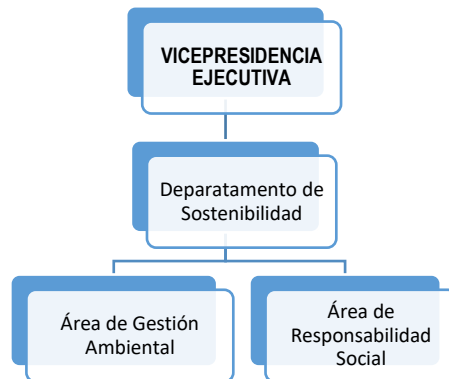 VICEPRESIDENCIA
EJECUTIVA
Deparatamento de
Sostenibilidad
Área de Gestión
Ambiental
Área de
Responsabilidad
Social